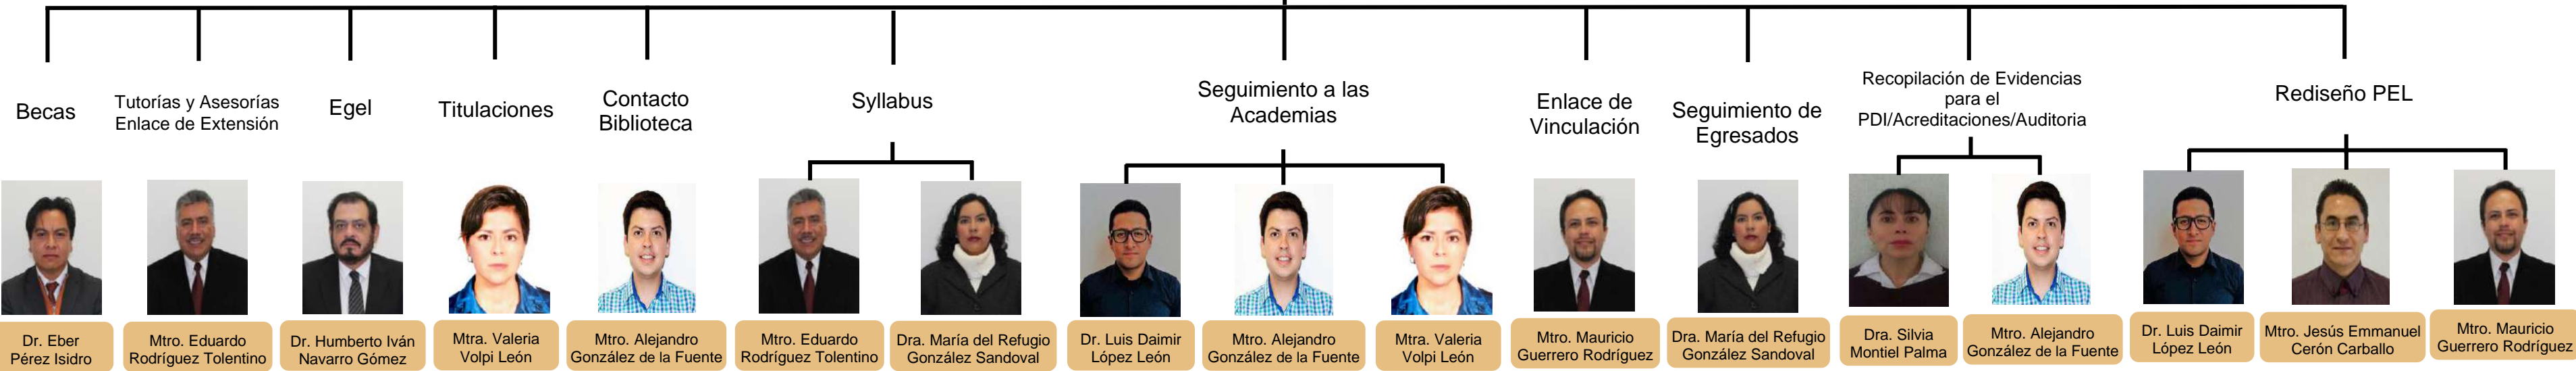 Becas
Tutorías y Asesorías
Enlace de Extensión
Egel
Titulaciones
Contacto
Biblioteca
Syllabus
Seguimiento a las
Academias
Enlace de
Vinculación
Seguimiento de
Egresados
Recopilación de Evidencias
para el
PDI/Acreditaciones/Auditoria
Rediseño PEL
Dr. Eber
Pérez Isidro
Mtro. Eduardo
Rodríguez Tolentino
Dr. Humberto Iván
Navarro Gómez
Mtra. Valeria
Volpi León
Mtro. Alejandro
González de la Fuente
Mtro. Eduardo
Rodríguez Tolentino
Dra. María del Refugio
González Sandoval
Dr. Luis Daimir
López León
Mtro. Alejandro
González de la Fuente
Mtra. Valeria
Volpi León
Mtro. Mauricio
Guerrero Rodríguez
Dra. María del Refugio
González Sandoval
Dra. Silvia
Montiel Palma
Mtro. Alejandro
González de la Fuente
Dr. Luis Daimir
López León
Mtro. Jesús Emmanuel
Cerón Carballo
Mtro. Mauricio
Guerrero Rodríguez